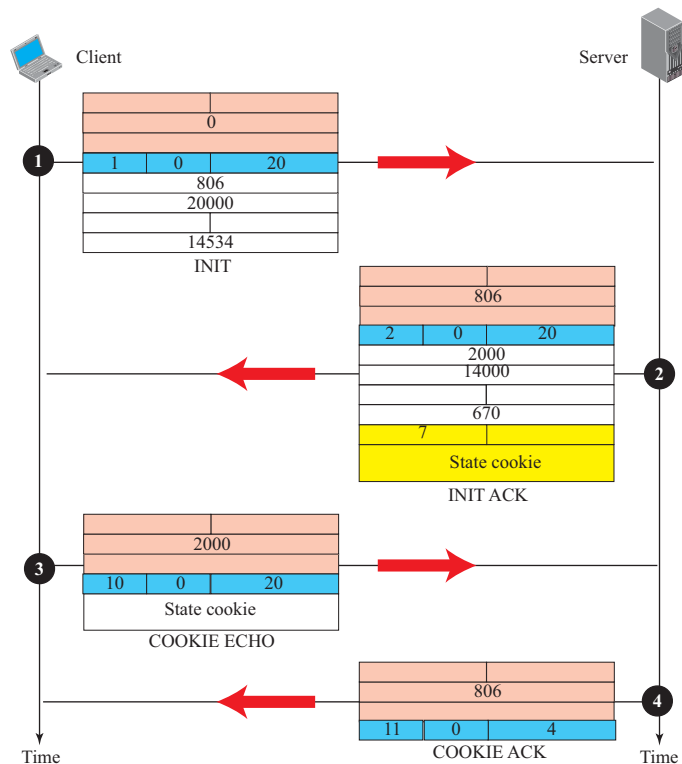 Client
Server
0
1
1 0 20
806
20000
14534
INIT
806
2 0 20
2000
14000
2
670
7
State cookie
INIT ACK
2000
3
10 0 20
State cookie
COOKIE ECHO
806
4
11 0 4
COOKIE ACK
Time
Time